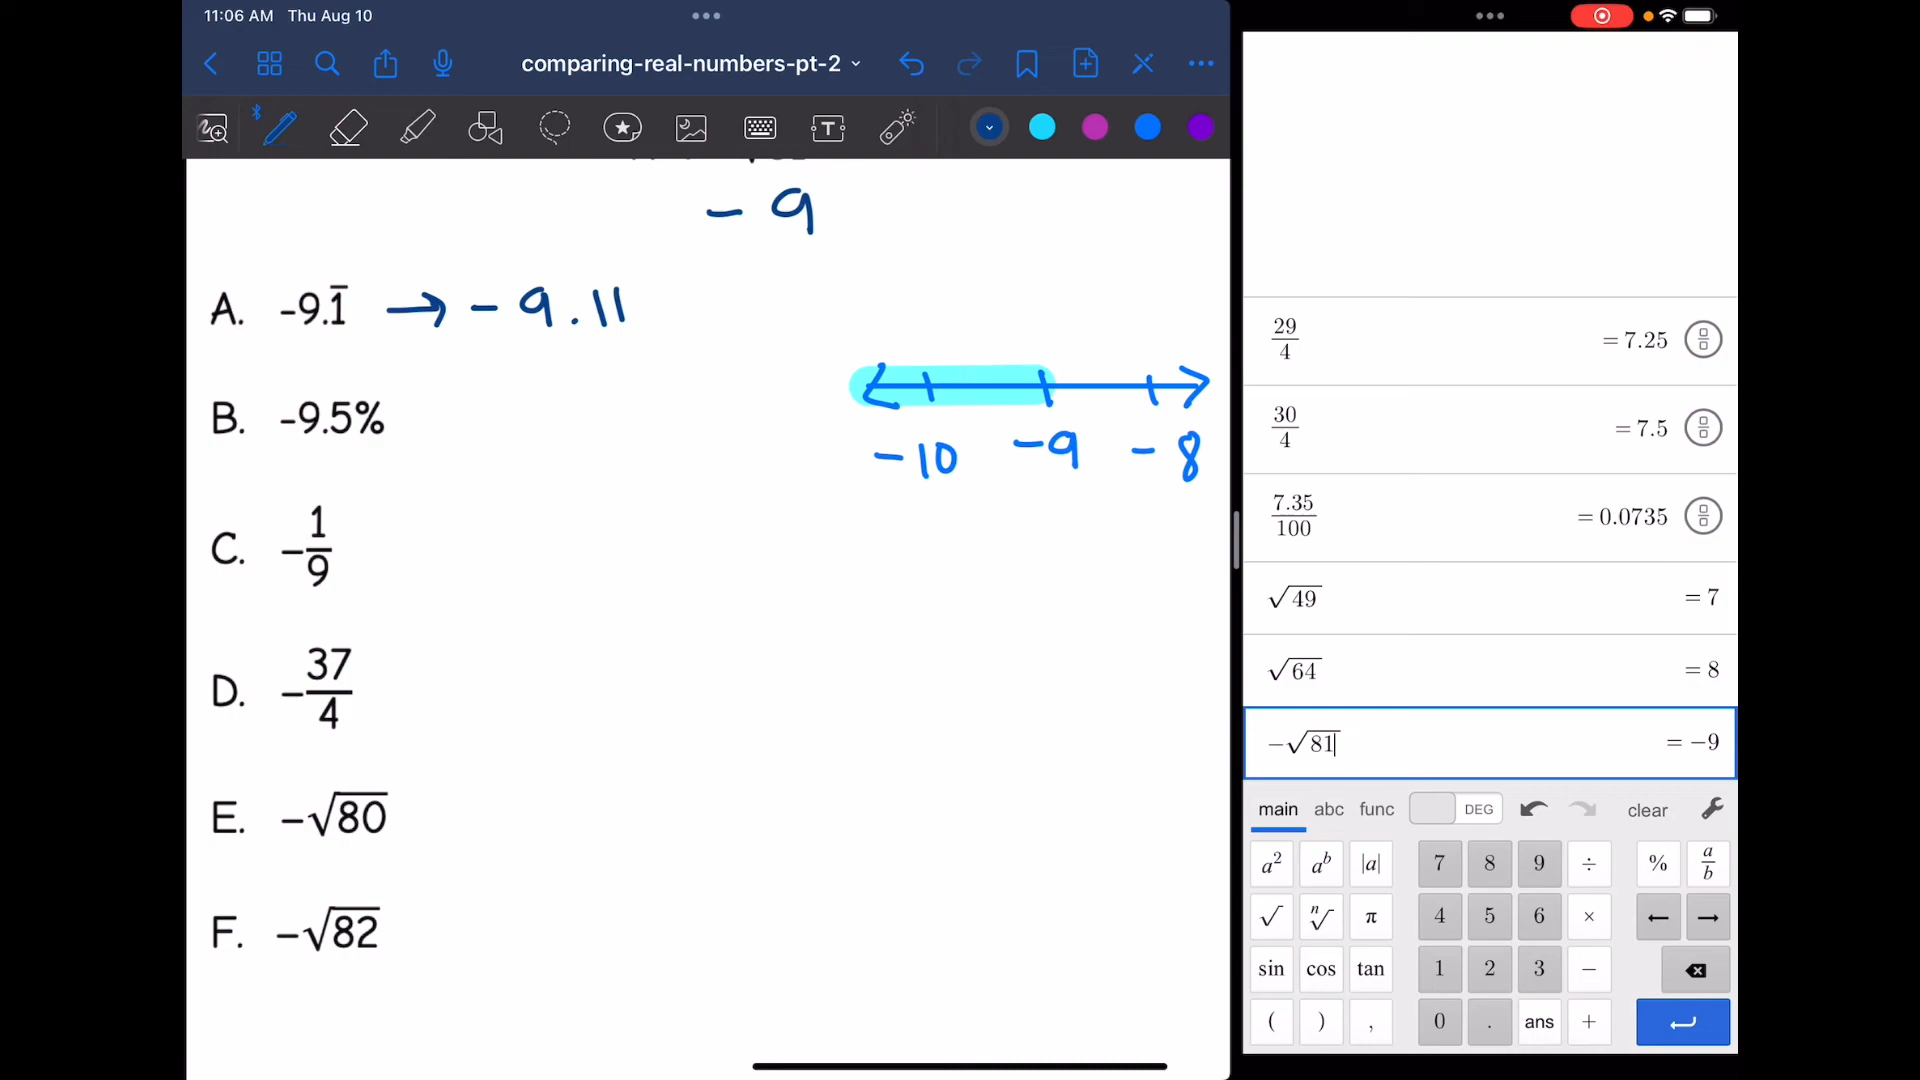 11:06 AM Thu Aug 10
comparing-real-numbers-pt-2
T
- 9
A. -9.1̅ → - 9.11
B. -9.5%
-10 -9 -8
C. -1/9
D. -37/4
E. -√80
F. -√82
29/4 = 7.25
30/4 = 7.5
7.35/100 = 0.0735
√49 = 7
√64 = 8
-√81 = -9
main abc func DEG clear
a² aᵇ |a| 7 8 9 ÷ % a/b
√ ⁿ√ π 4 5 6 × ← →
sin cos tan 1 2 3 −
( ) , 0 . ans +